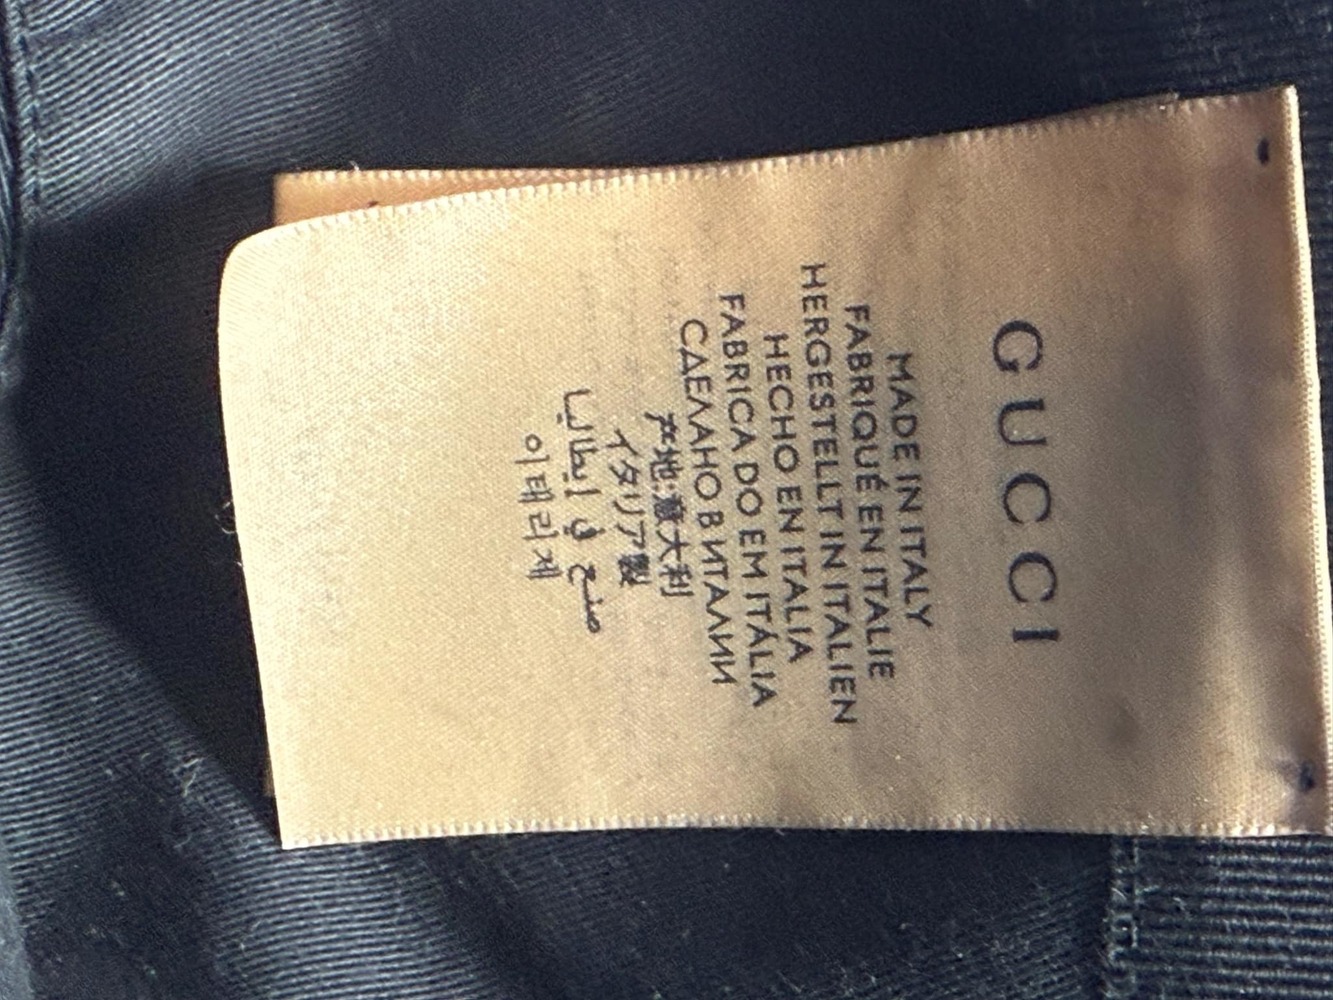 GUCCI
MADE IN ITALY
FABRIQUÉ EN ITALIE
HERGESTELLT IN ITALIEN
HECHO EN ITALIA
FABRICA DO EM ITÁLIA
СДЕЛАНО В ИТАЛИИ
产地:意大利
イタリア製
صنع في إيطاليا
이태리제